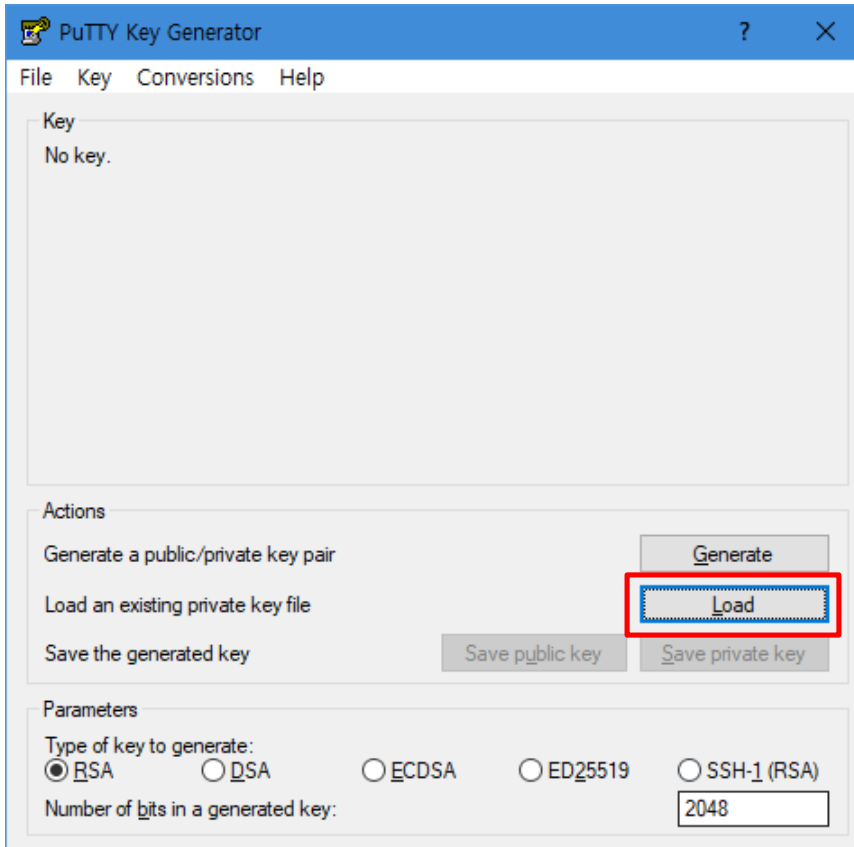 PuTTY Key Generator ? ×
File Key Conversions Help
Key
No key.
Actions
Generate a public/private key pair Generate
Load an existing private key file Load
Save the generated key Save public key Save private key
Parameters
Type of key to generate:
RSA DSA ECDSA ED25519 SSH-1 (RSA)
Number of bits in a generated key: 2048